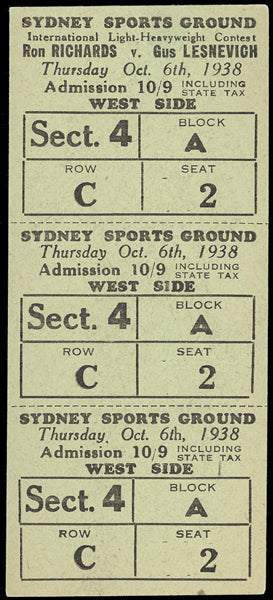 SYDNEY SPORTS GROUND
International Light-Heavyweight Contest
Ron RICHARDS v. Gus LESNEVICH
Thursday Oct. 6th, 1938
Admission 10/9 INCLUDING STATE TAX
WEST SIDE
Sect. 4 BLOCK A
ROW C SEAT 2
SYDNEY SPORTS GROUND
Thursday Oct. 6th, 1938
Admission 10/9 INCLUDING STATE TAX
WEST SIDE
Sect. 4 BLOCK A
ROW C SEAT 2
SYDNEY SPORTS GROUND
Thursday Oct. 6th, 1938
Admission 10/9 INCLUDING STATE TAX
WEST SIDE
Sect. 4 BLOCK A
ROW C SEAT 2